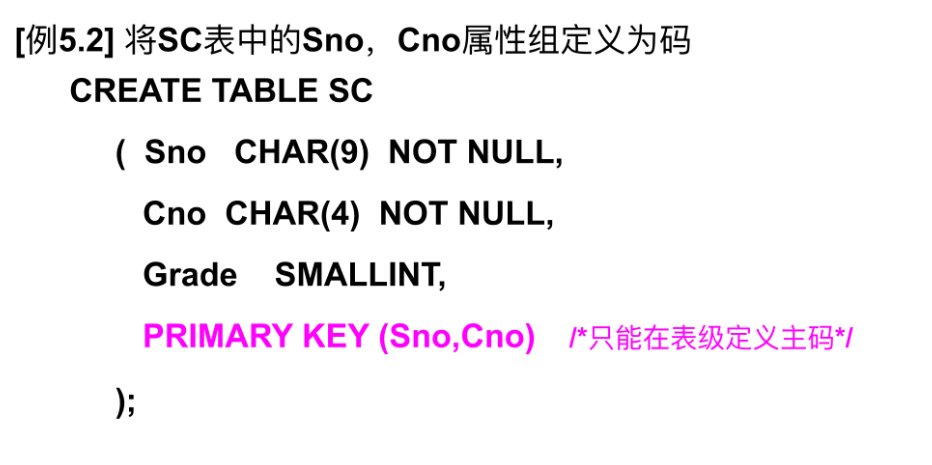 [例5.2] 将SC表中的Sno，Cno属性组定义为码
CREATE TABLE SC
( Sno CHAR(9) NOT NULL,
Cno CHAR(4) NOT NULL,
Grade SMALLINT,
PRIMARY KEY (Sno,Cno) /*只能在表级定义主码*/
);